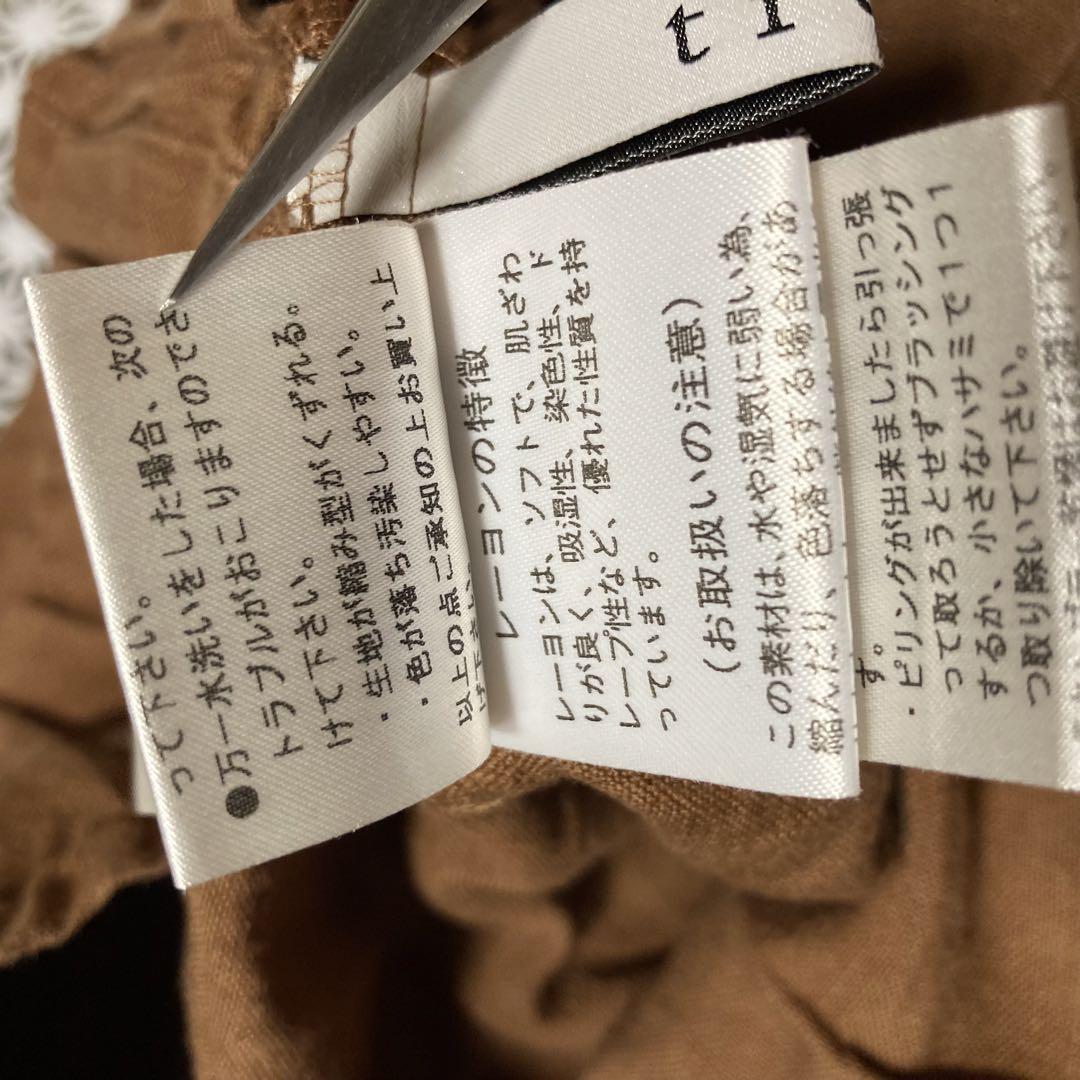 って下さい。
●万一水洗いをした場合、次の
トラブルがおこりますのでさ
けて下さい。
・生地が縮み型がくずれる。
・色が落ち汚染しやすい。
以上の点ご承知の上お買い上
レーヨンの特徴
レーヨンは、ソフトで、肌ざわ
りが良く、吸湿性、染色性、ド
レープ性など、優れた性質を持
っています。
(お取扱いの注意)
この素材は、水や湿気に弱い為、
縮んだり、色落ちする場合があ
す。
・ピリングが出来ましたら引っ張
って取ろうとせずブラッシング
するか、小さなハサミで1つ1
つ取り除いて下さい。
t